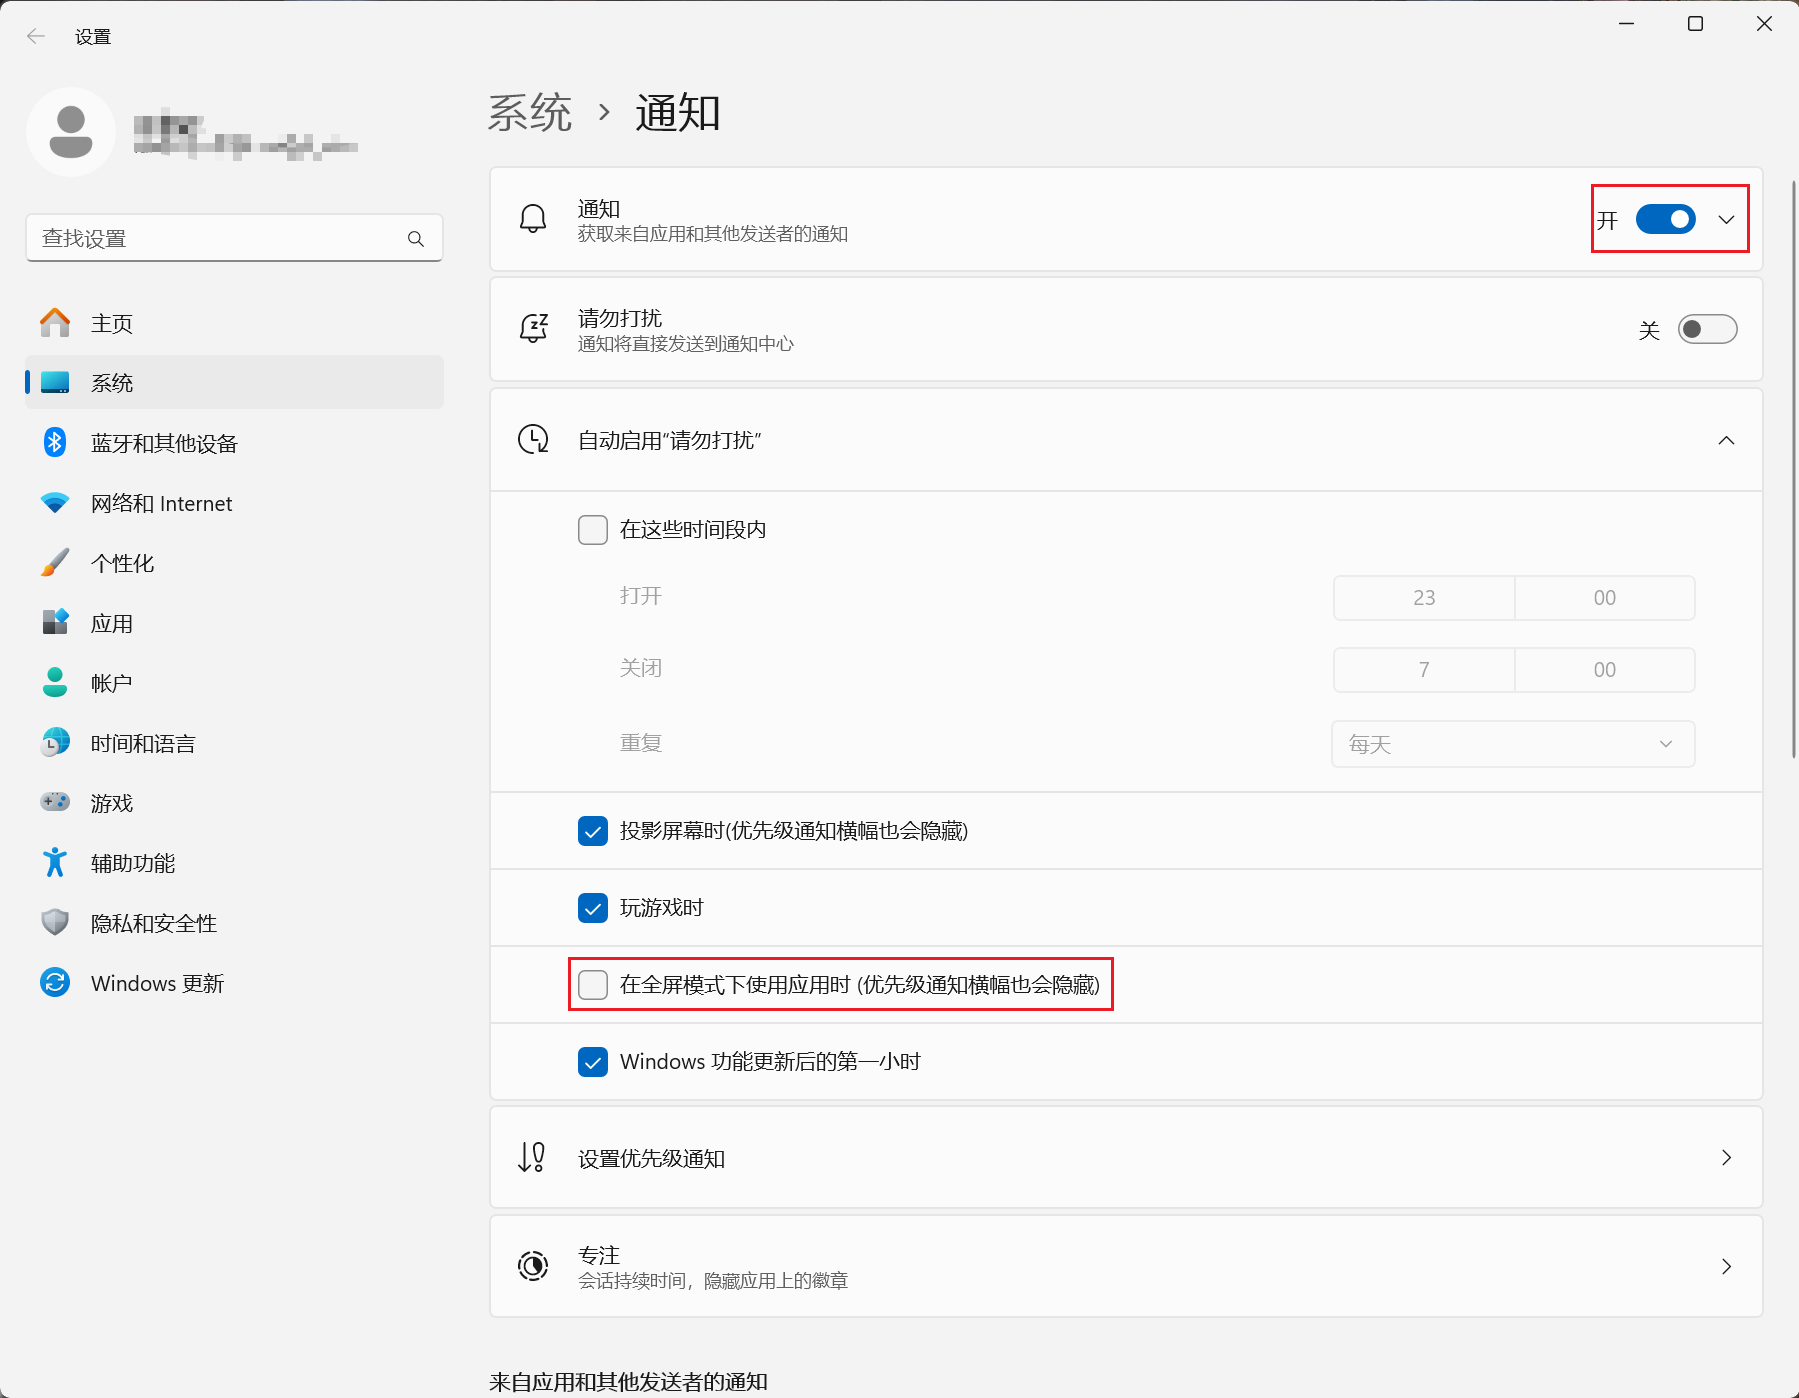 设置
查找设置
主页
系统
蓝牙和其他设备
网络和 Internet
个性化
应用
帐户
时间和语言
游戏
辅助功能
隐私和安全性
Windows 更新
系统 › 通知
通知
获取来自应用和其他发送者的通知
开
请勿打扰
通知将直接发送到通知中心
关
自动启用“请勿打扰”
在这些时间段内
打开 23 00
关闭 7 00
重复 每天
投影屏幕时(优先级通知横幅也会隐藏)
玩游戏时
在全屏模式下使用应用时 (优先级通知横幅也会隐藏)
Windows 功能更新后的第一小时
设置优先级通知
专注
会话持续时间，隐藏应用上的徽章
来自应用和其他发送者的通知